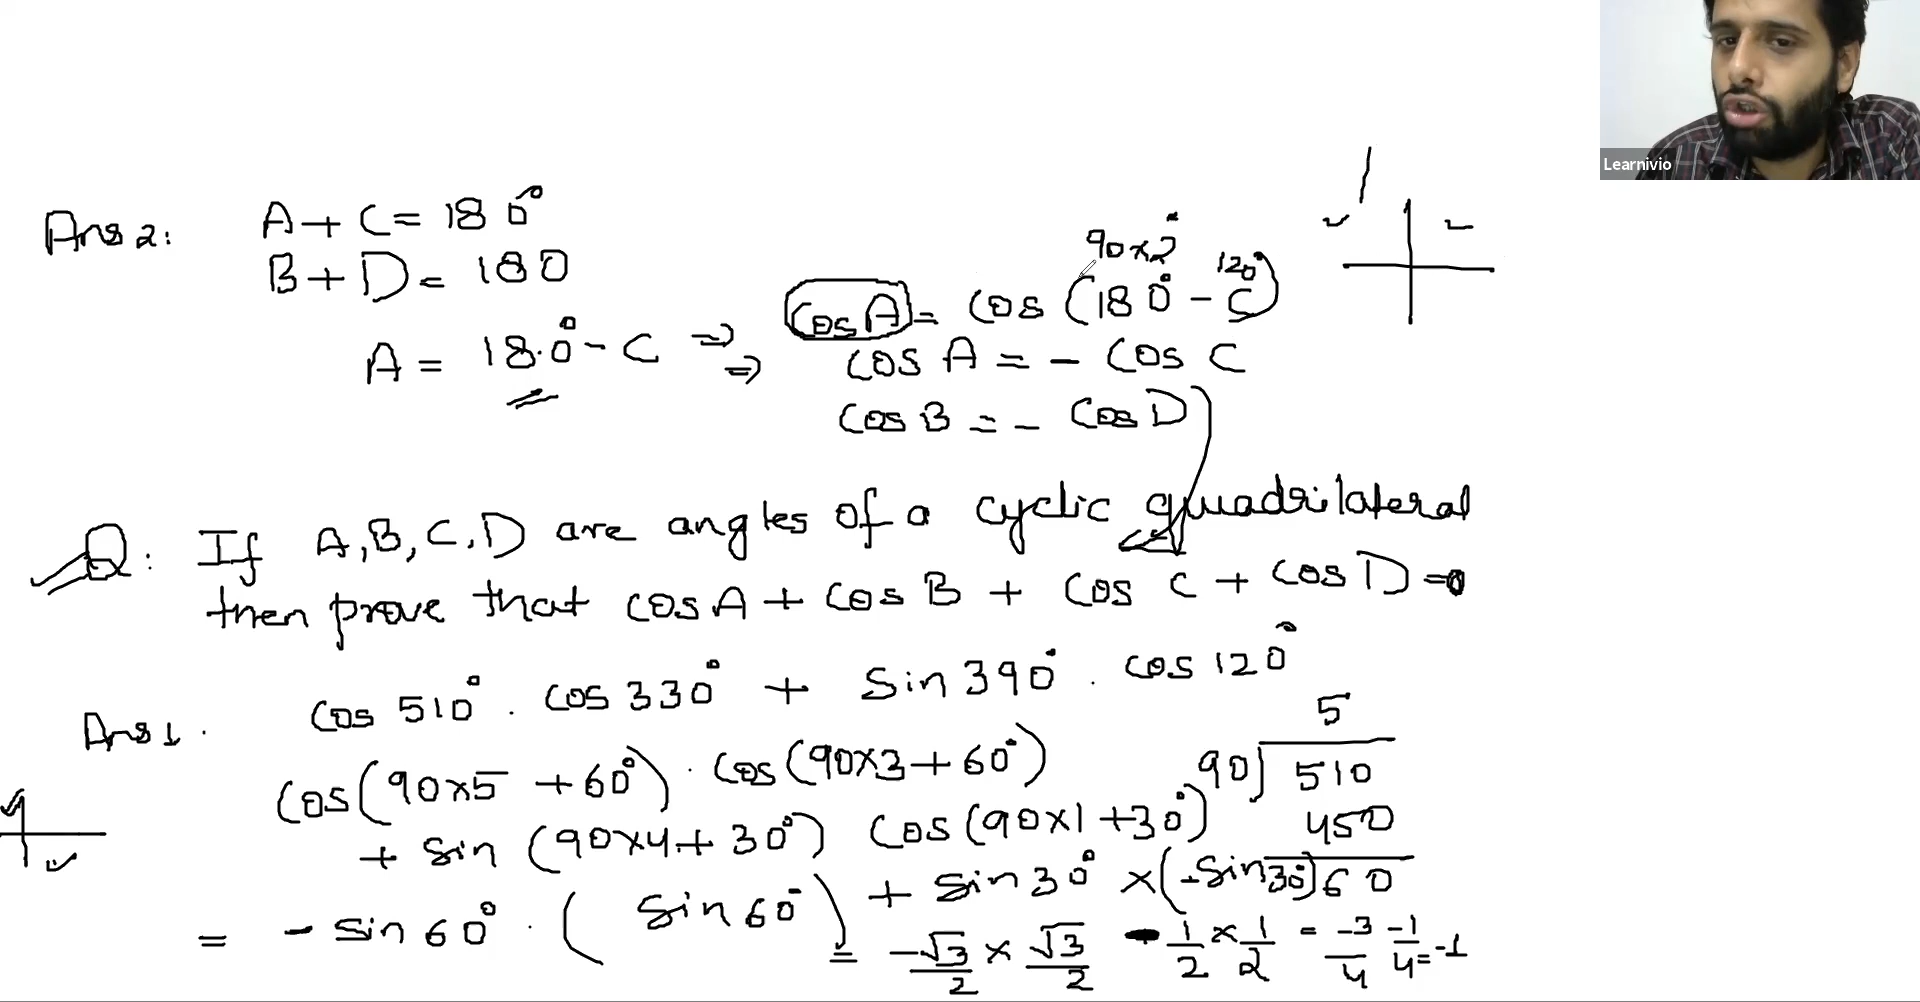 Learnivio
Ans 2: A + C = 180°
B + D = 180
90×2° 120°
cos A = cos (180° - C)
A = 180° - C ⇒
⇒ cos A = - cos C
cos B = - cos D
Q: If A, B, C, D are angles of a cyclic quadrilateral
then prove that cos A + cos B + cos C + cos D = 0
cos 510° . cos 330° + sin 390° . cos 120°
Ans 1.
cos (90×5 + 60°) . cos (90×3 + 60°)
+ sin (90×4 + 30°) cos (90×1 + 30°)
5
90) 510
450
60
= - sin 60° . ( sin 60° ) + sin 30° × (-sin 30°)
= -√3/2 × √3/2 - 1/2 × 1/2 = -3/4 -1/4 = -1